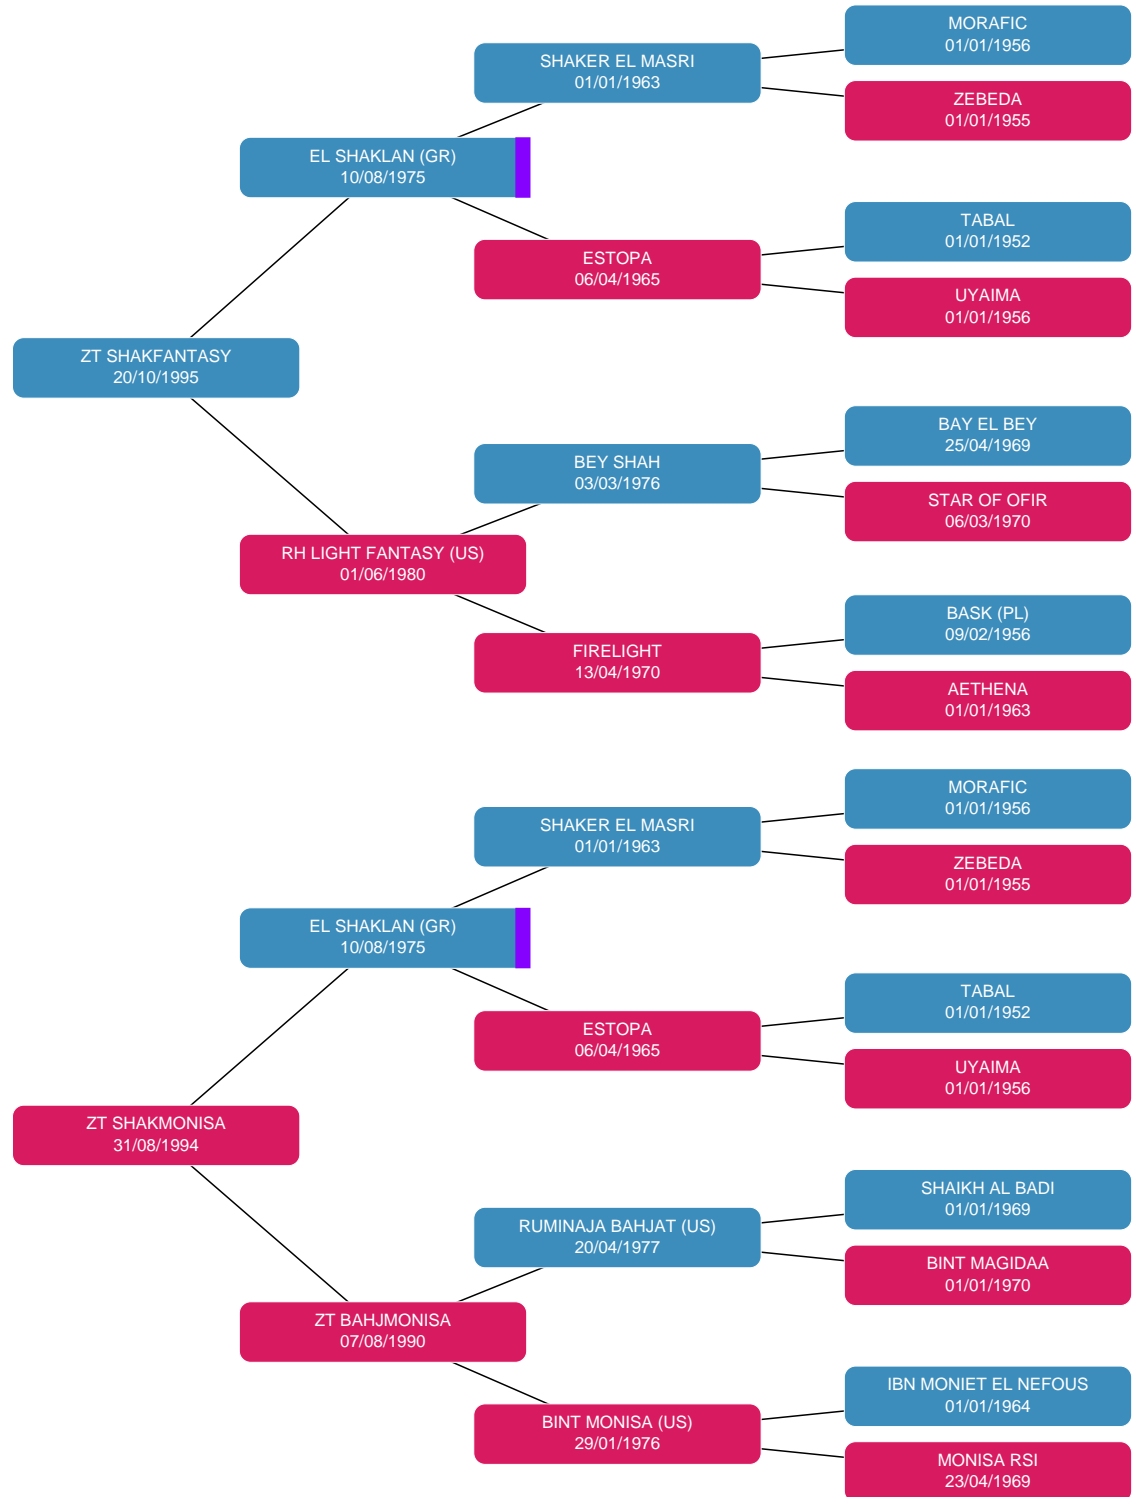 MORAFIC
01/01/1956
SHAKER EL MASRI
01/01/1963
ZEBEDA
01/01/1955
EL SHAKLAN (GR)
10/08/1975
TABAL
01/01/1952
ESTOPA
06/04/1965
UYAIMA
01/01/1956
ZT SHAKFANTASY
20/10/1995
BAY EL BEY
25/04/1969
BEY SHAH
03/03/1976
STAR OF OFIR
06/03/1970
RH LIGHT FANTASY (US)
01/06/1980
BASK (PL)
09/02/1956
FIRELIGHT
13/04/1970
AETHENA
01/01/1963
MORAFIC
01/01/1956
SHAKER EL MASRI
01/01/1963
ZEBEDA
01/01/1955
EL SHAKLAN (GR)
10/08/1975
TABAL
01/01/1952
ESTOPA
06/04/1965
UYAIMA
01/01/1956
ZT SHAKMONISA
31/08/1994
SHAIKH AL BADI
01/01/1969
RUMINAJA BAHJAT (US)
20/04/1977
BINT MAGIDAA
01/01/1970
ZT BAHJMONISA
07/08/1990
IBN MONIET EL NEFOUS
01/01/1964
BINT MONISA (US)
29/01/1976
MONISA RSI
23/04/1969